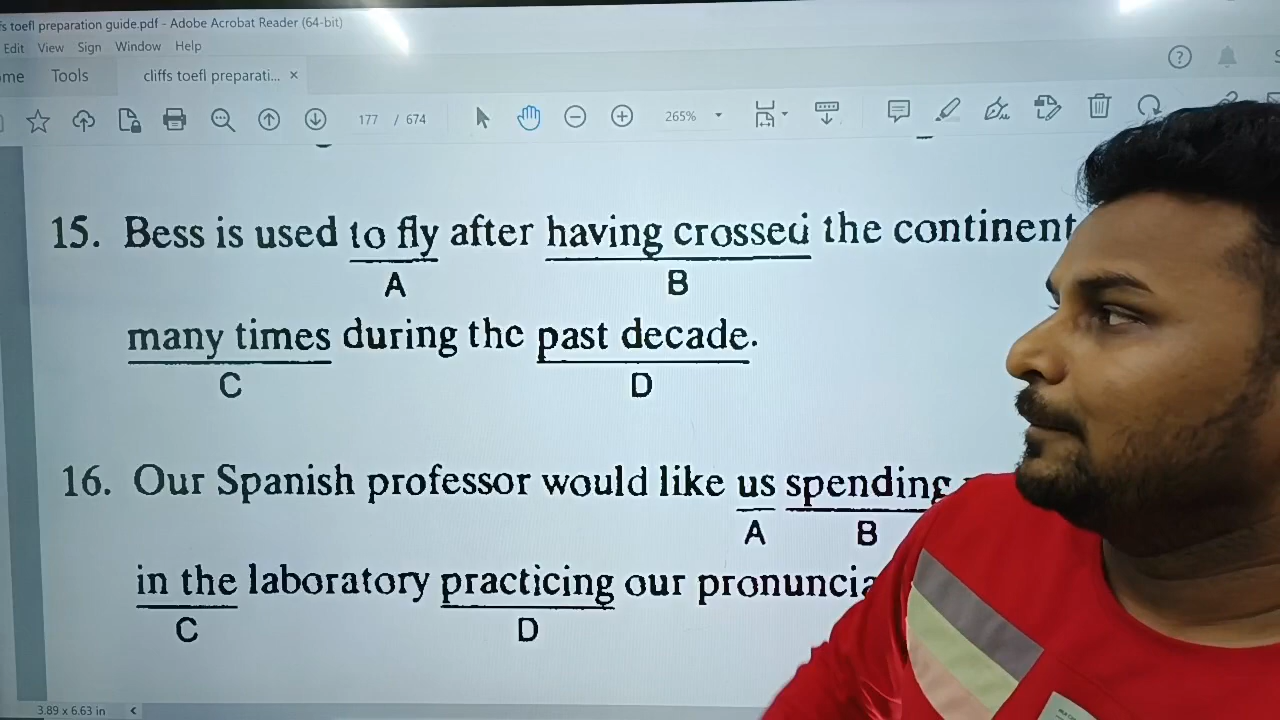 fs toefl preparation guide.pdf - Adobe Acrobat Reader (64-bit)
Edit View Sign Window Help
me Tools cliffs toefl preparati... ×
177 / 674 265%
15. Bess is used to fly after having crossed the continent
A B
many times during the past decade.
C D
16. Our Spanish professor would like us spending
A B
in the laboratory practicing our pronuncia
C D
3.89 x 6.63 in